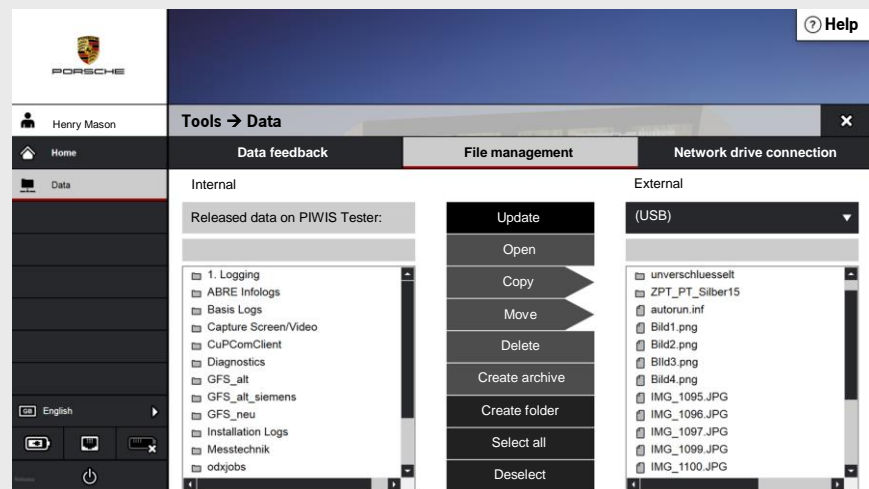 ? Help
PORSCHE
Henry Mason
Tools → Data
Home
Data feedback
File management
Network drive connection
Data
Internal
External
Released data on PIWIS Tester:
Update
(USB)
Open
Copy
Move
Delete
Create archive
Create folder
Select all
Deselect
1. Logging
ABRE Infologs
Basis Logs
Capture Screen/Video
CuPComClient
Diagnostics
GFS_alt
GFS_alt_siemens
GFS_neu
Installation Logs
Messtechnik
odxjobs
unverschluesselt
ZPT_PT_Silber15
autorun.inf
Bild1.png
Bild2.png
BIld3.png
Bild4.png
IMG_1095.JPG
IMG_1096.JPG
IMG_1097.JPG
IMG_1099.JPG
IMG_1100.JPG
GB English